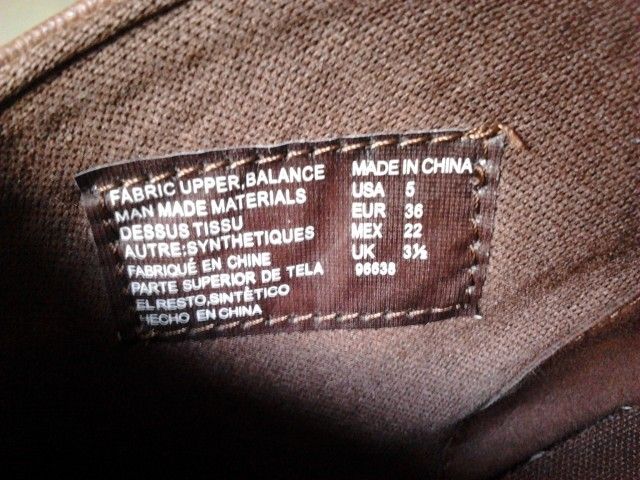 FABRIC UPPER,BALANCE
MAN MADE MATERIALS
DESSUS TISSU
AUTRE:SYNTHETIQUES
FABRIQUÉ EN CHINE
PARTE SUPERIOR DE TELA
EL RESTO,SINTÈTICO
HECHO EN CHINA
MADE IN CHINA
USA 5
EUR 36
MEX 22
UK 3½
96638